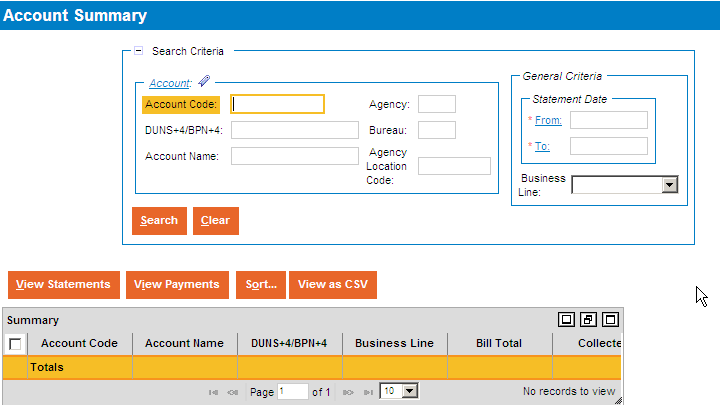 Account Summary
Search Criteria
Account:
Account Code:
Agency:
DUNS+4/BPN+4:
Bureau:
Account Name:
Agency
Location
Code:
General Criteria
Statement Date
* From:
* To:
Business
Line:
Search Clear
View Statements View Payments Sort... View as CSV
Summary
Account Code Account Name DUNS+4/BPN+4 Business Line Bill Total Collecte
Totals
Page 1 of 1 10 No records to view